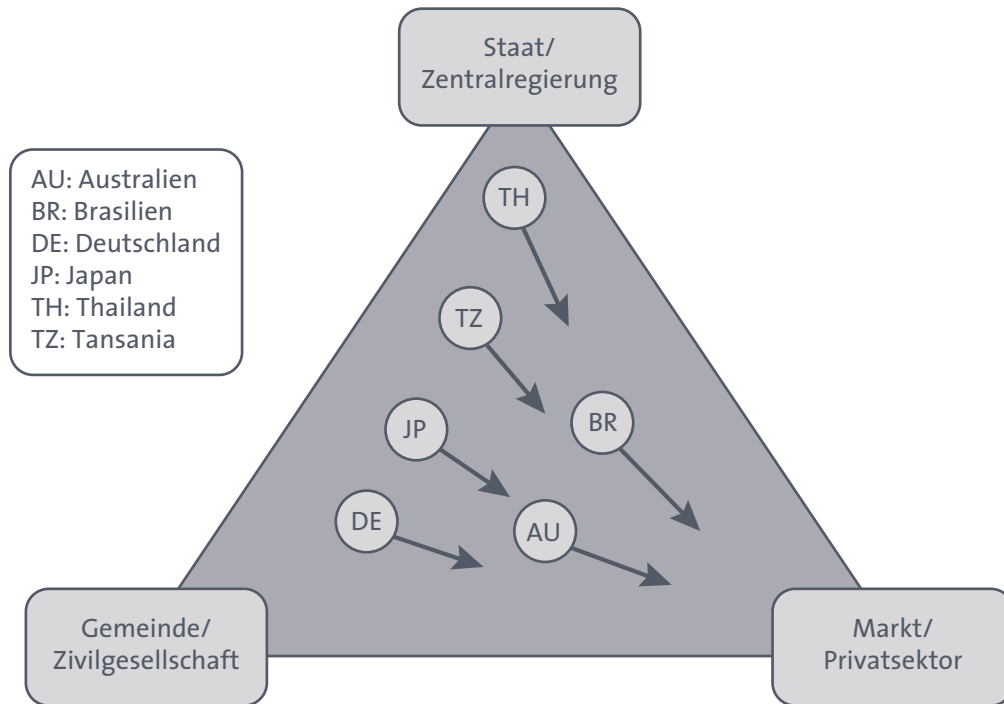 Staat/
Zentralregierung
AU: Australien
BR: Brasilien
DE: Deutschland
JP: Japan
TH: Thailand
TZ: Tansania
TH
TZ
JP
BR
DE
AU
Gemeinde/
Zivilgesellschaft
Markt/
Privatsektor